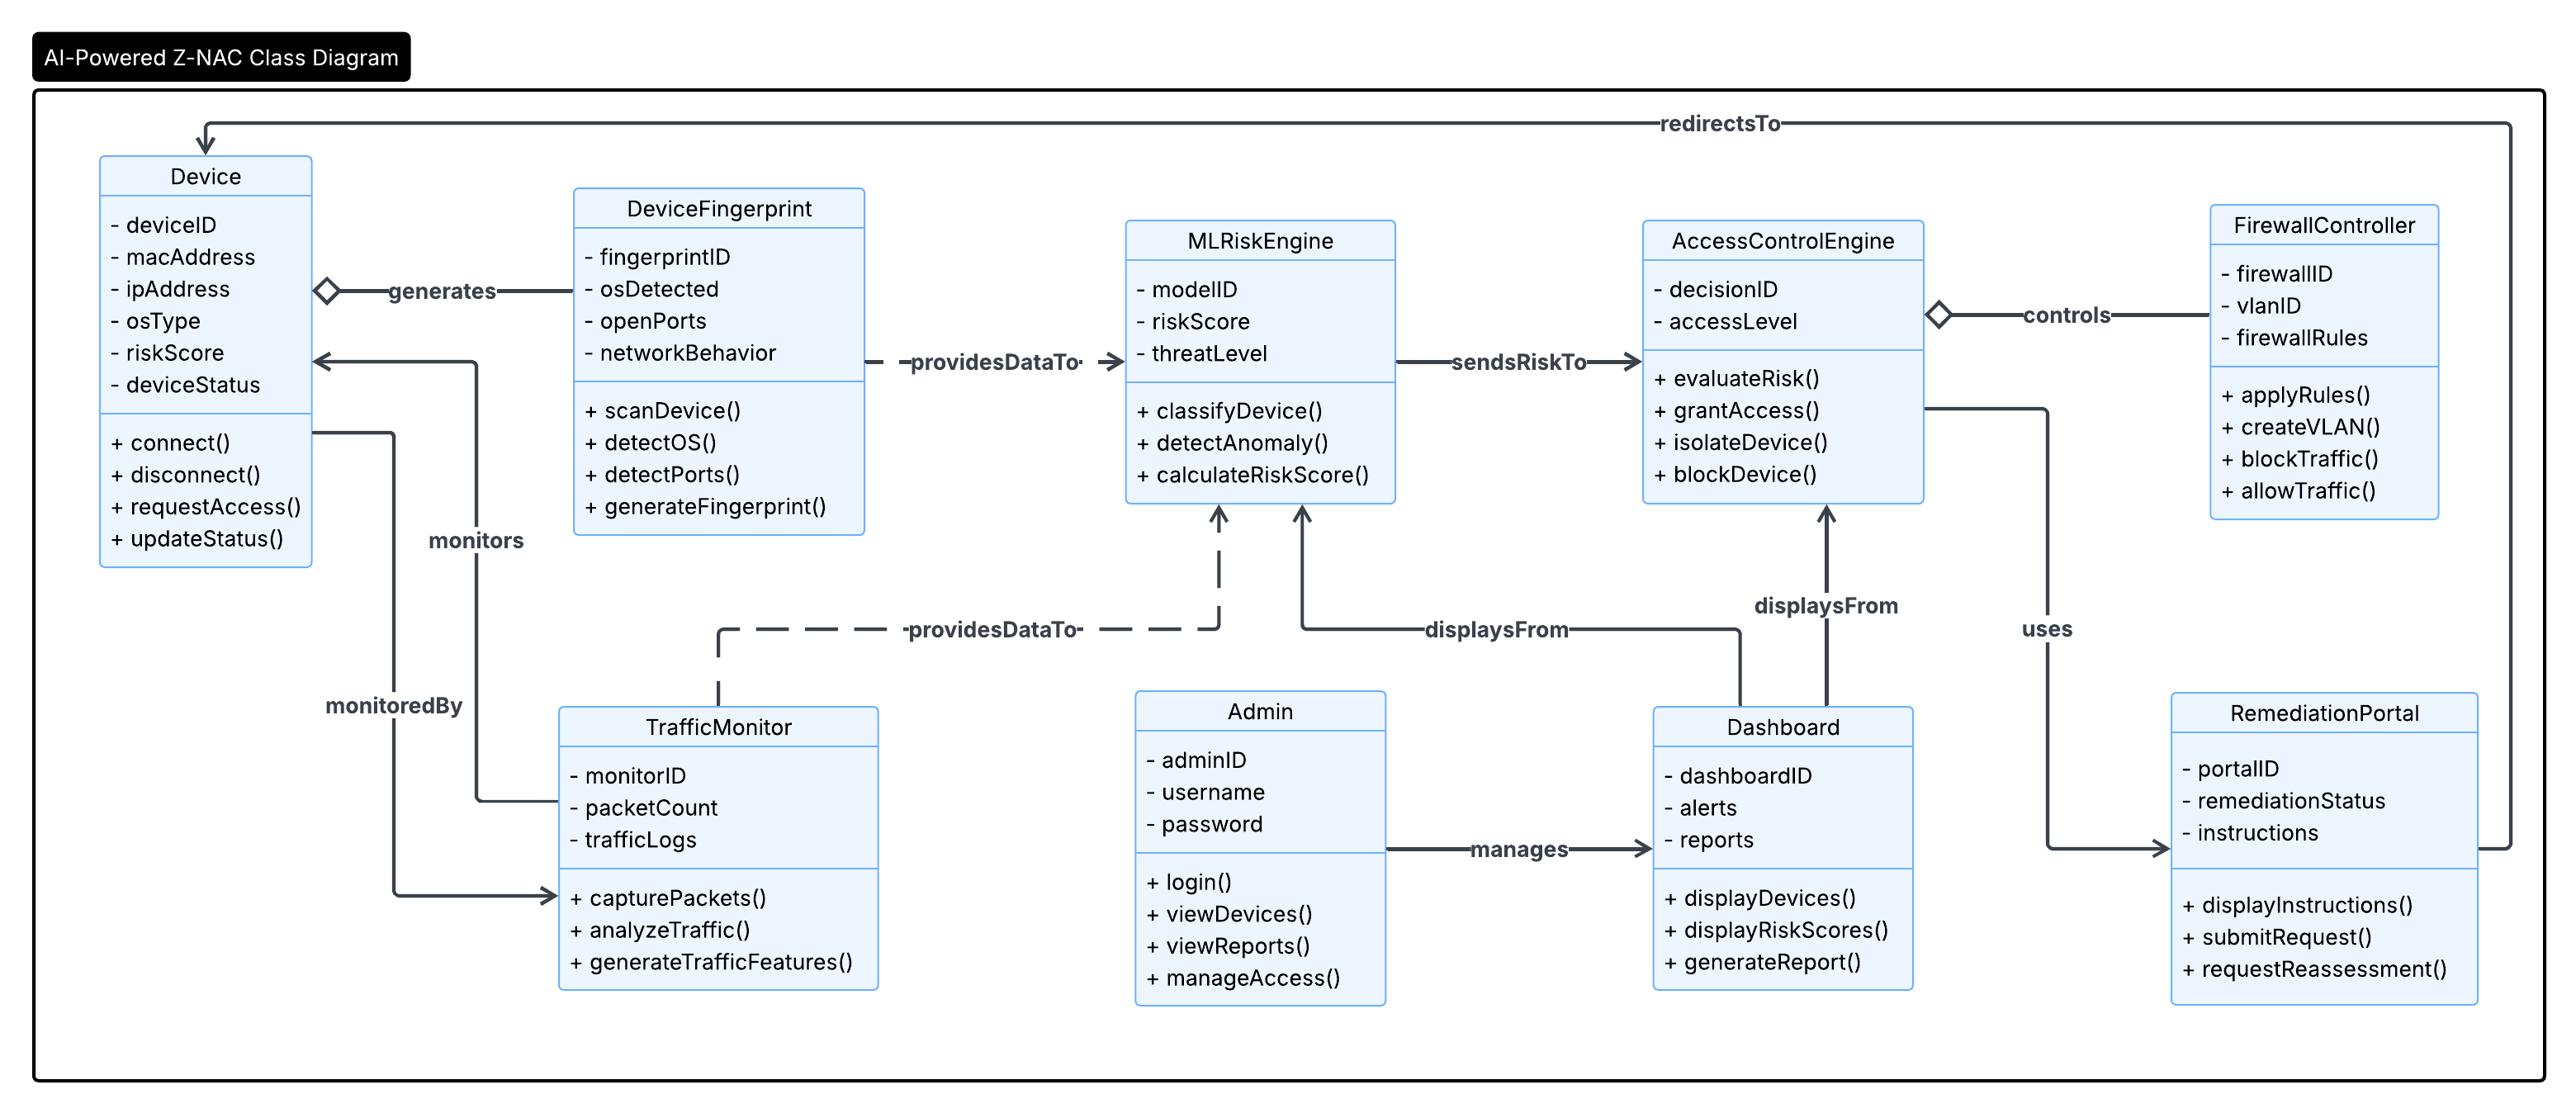 AI-Powered Z-NAC Class Diagram
redirectsTo
Device
- deviceID
- macAddress
- ipAddress
- osType
- riskScore
- deviceStatus
+ connect()
+ disconnect()
+ requestAccess()
+ updateStatus()
generates
DeviceFingerprint
- fingerprintID
- osDetected
- openPorts
- networkBehavior
+ scanDevice()
+ detectOS()
+ detectPorts()
+ generateFingerprint()
providesDataTo
MLRiskEngine
- modelID
- riskScore
- threatLevel
+ classifyDevice()
+ detectAnomaly()
+ calculateRiskScore()
sendsRiskTo
AccessControlEngine
- decisionID
- accessLevel
+ evaluateRisk()
+ grantAccess()
+ isolateDevice()
+ blockDevice()
controls
FirewallController
- firewallID
- vlanID
- firewallRules
+ applyRules()
+ createVLAN()
+ blockTraffic()
+ allowTraffic()
monitors
monitoredBy
providesDataTo
displaysFrom
displaysFrom
uses
TrafficMonitor
- monitorID
- packetCount
- trafficLogs
+ capturePackets()
+ analyzeTraffic()
+ generateTrafficFeatures()
Admin
- adminID
- username
- password
+ login()
+ viewDevices()
+ viewReports()
+ manageAccess()
manages
Dashboard
- dashboardID
- alerts
- reports
+ displayDevices()
+ displayRiskScores()
+ generateReport()
RemediationPortal
- portalID
- remediationStatus
- instructions
+ displayInstructions()
+ submitRequest()
+ requestReassessment()